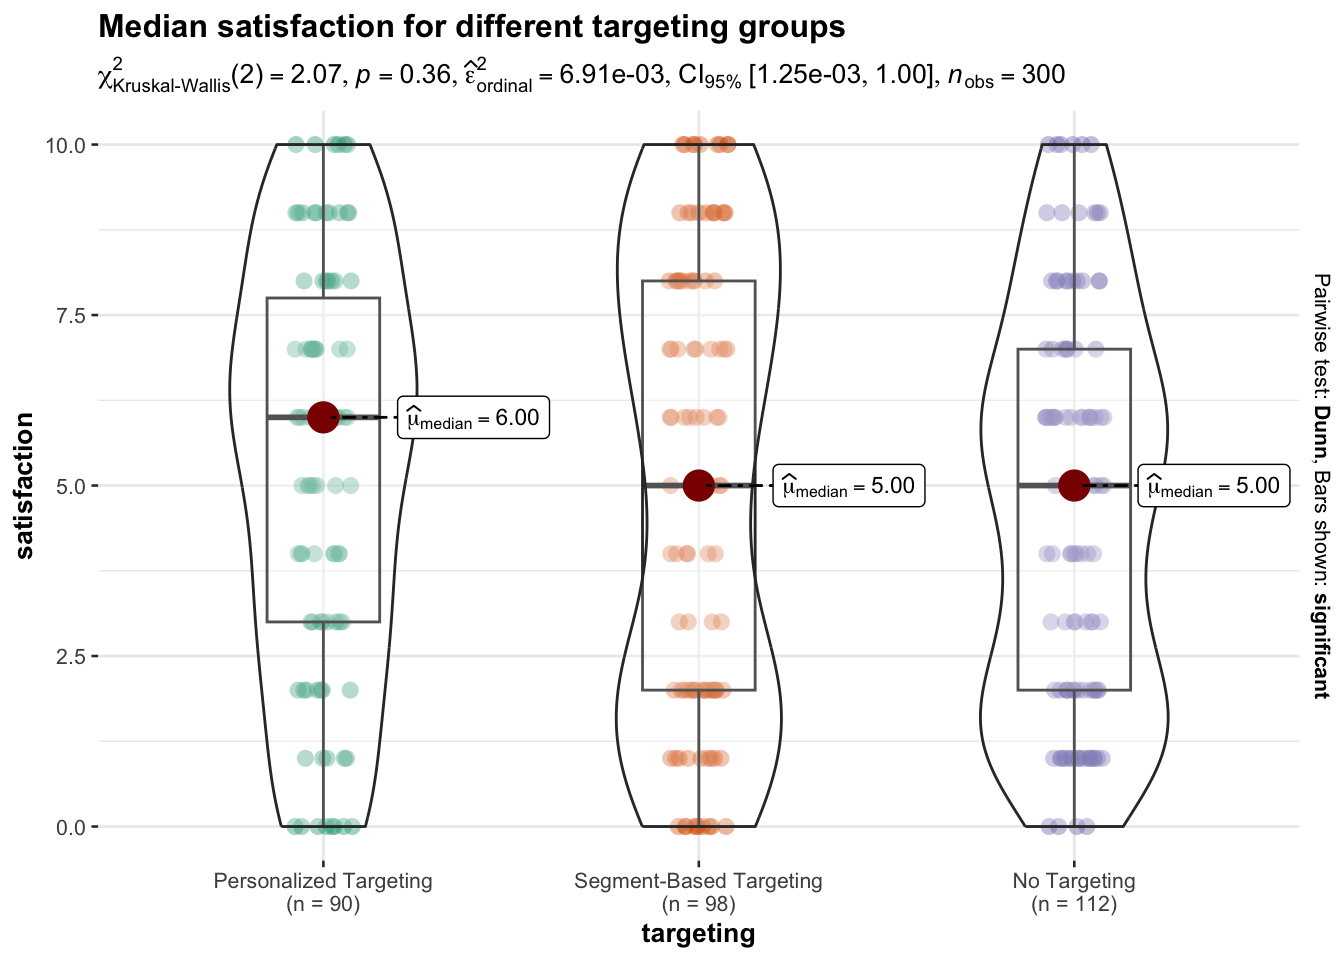 Median satisfaction for different targeting groups
χ²Kruskal-Wallis(2) = 2.07, p = 0.36, ε̂²ordinal = 6.91e-03, CI95% [1.25e-03, 1.00], nobs = 300
10.0
7.5
5.0
2.5
0.0
satisfaction
μ̂median = 6.00
μ̂median = 5.00
μ̂median = 5.00
Pairwise test: Dunn, Bars shown: significant
Personalized Targeting
(n = 90)
Segment-Based Targeting
(n = 98)
No Targeting
(n = 112)
targeting